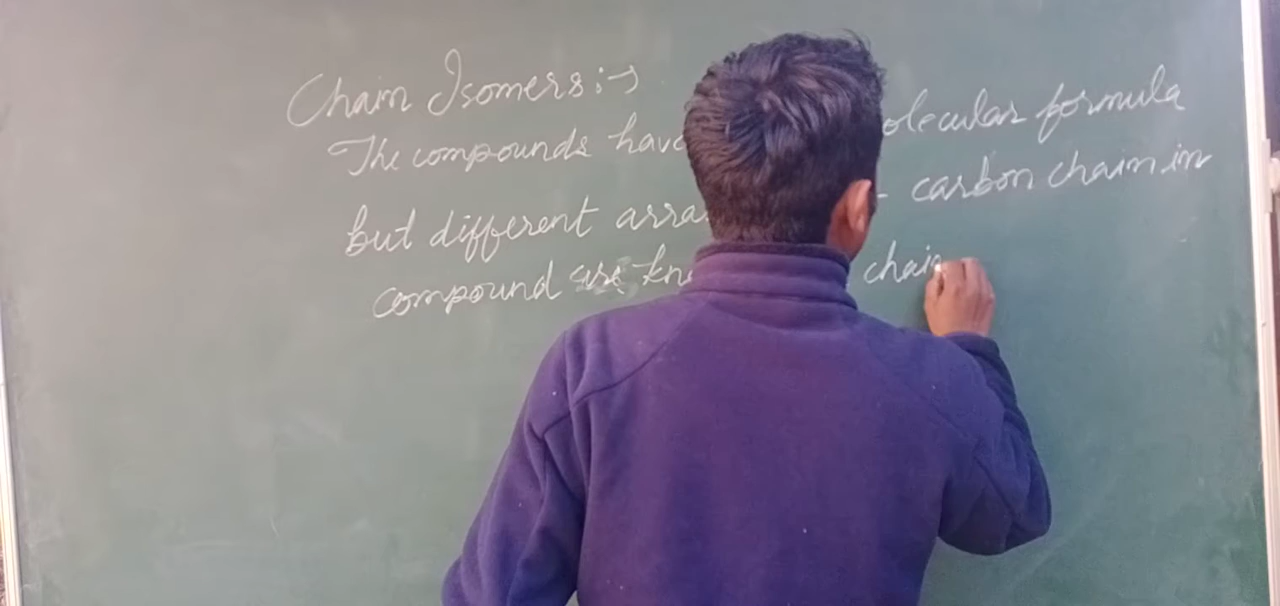 Chain Isomers :→
The compounds have olecular formula
but different arra - carbon chain in
compound are kn chain